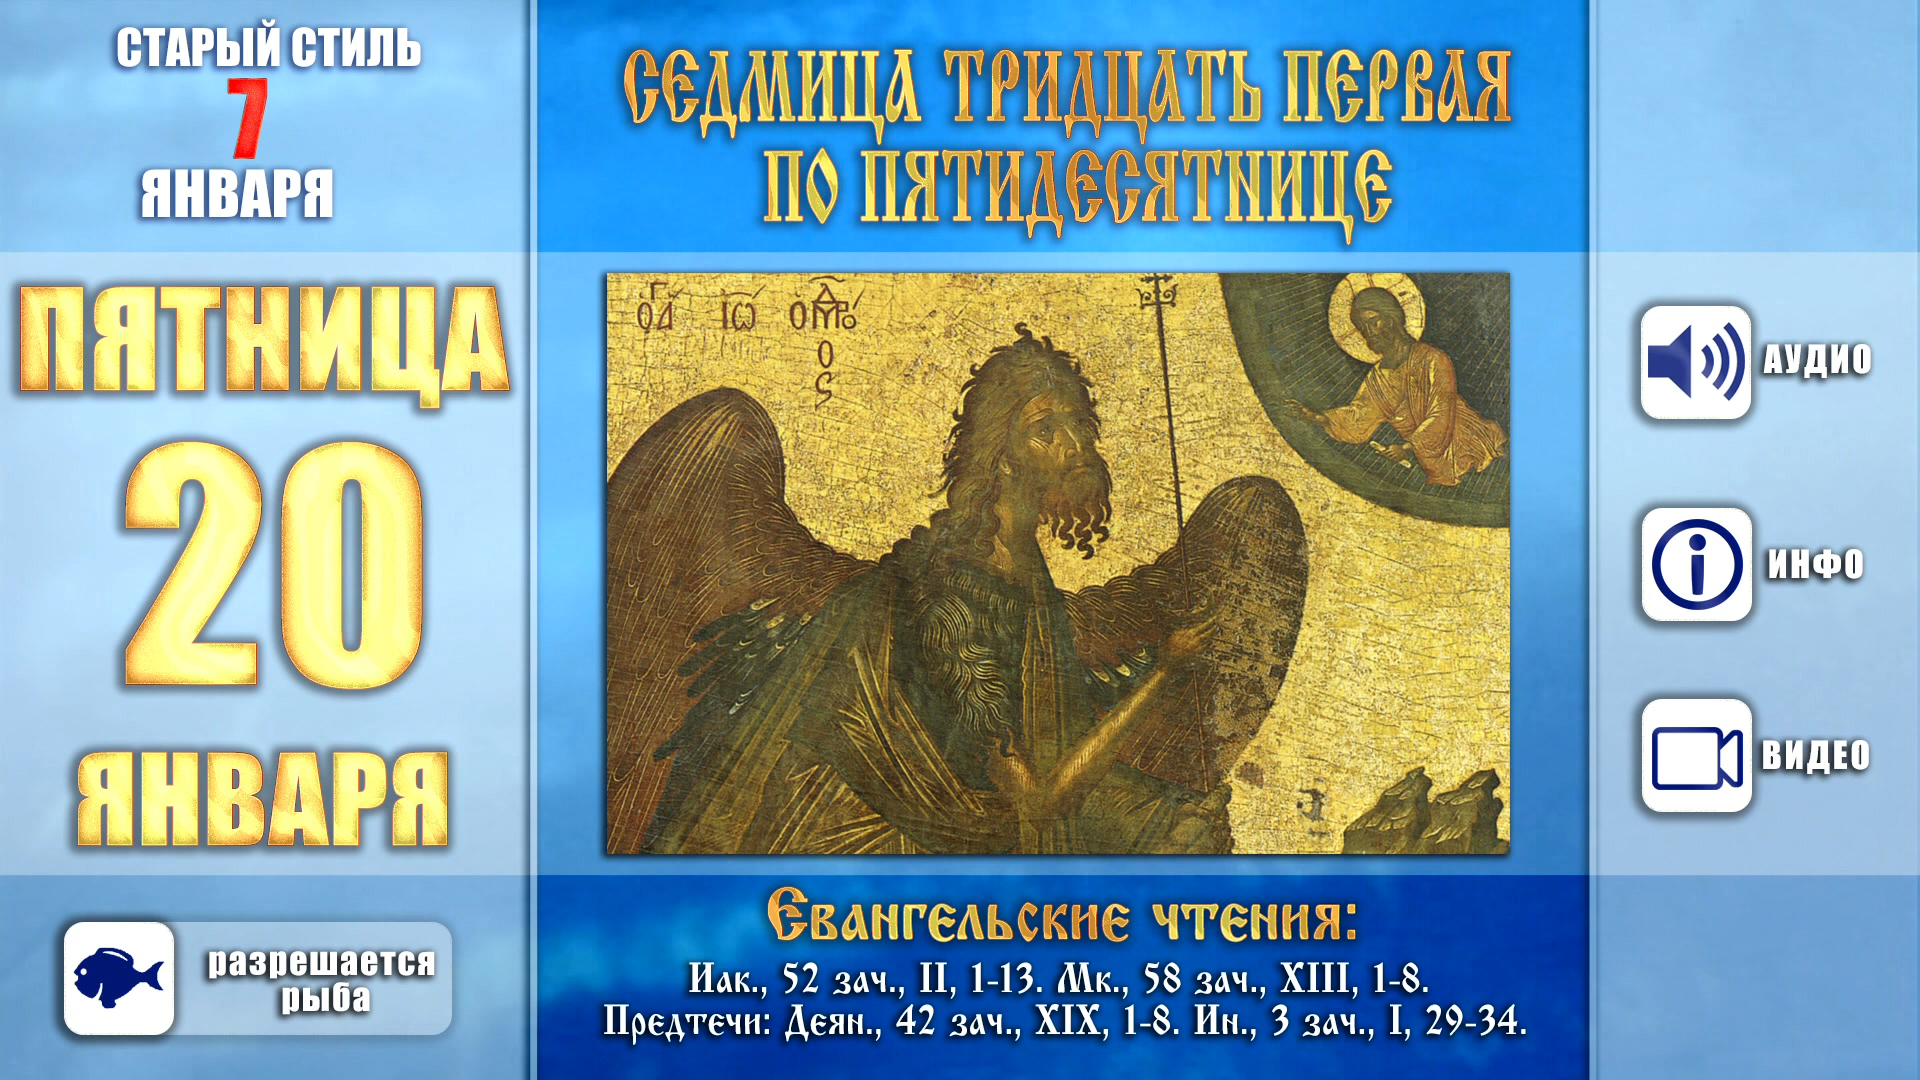 СТАРЫЙ СТИЛЬ
7
ЯНВАРЯ
ПЯТНИЦА
20
ЯНВАРЯ
разрешается
рыба
СЕДМИЦА ТРИДЦАТЬ ПЕРВАЯ
ПО ПЯТИДЕСЯТНИЦЕ
Евангельские чтения:
Иак., 52 зач., II, 1-13. Мк., 58 зач., XIII, 1-8.
Предтечи: Деян., 42 зач., XIX, 1-8. Ин., 3 зач., I, 29-34.
АУДИО
ИНФО
ВИДЕО